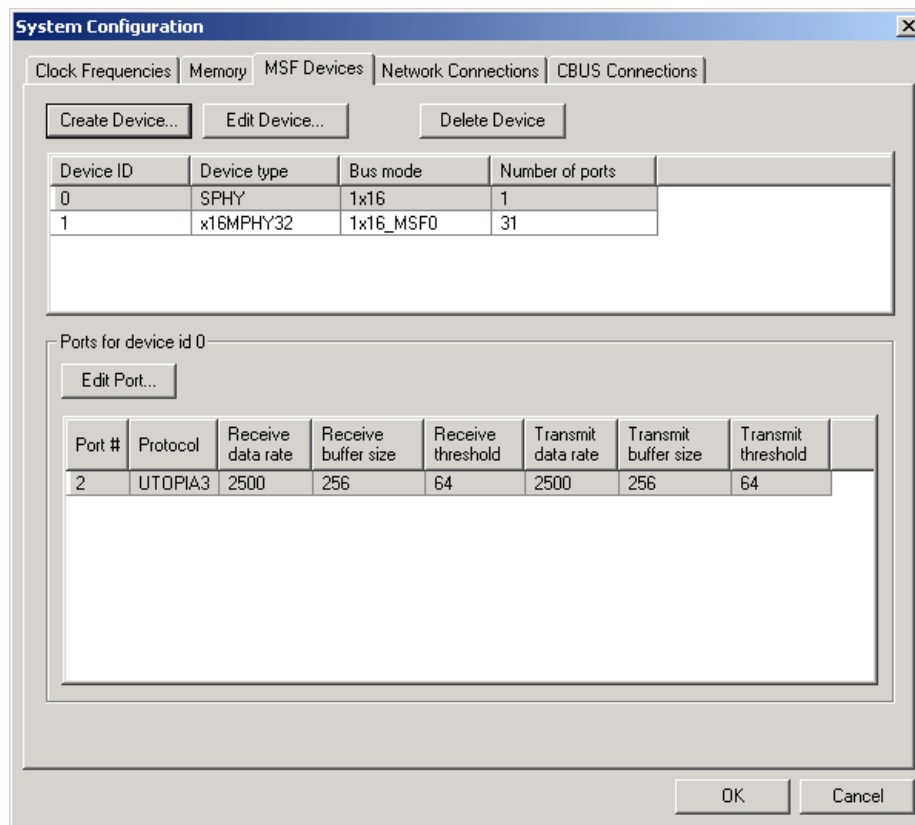 System Configuration
Clock Frequencies Memory MSF Devices Network Connections CBUS Connections
Create Device... Edit Device... Delete Device
Device ID Device type Bus mode Number of ports
0 SPHY 1x16 1
1 x16MPHY32 1x16_MSF0 31
Ports for device id 0
Edit Port...
Port # Protocol Receive data rate Receive buffer size Receive threshold Transmit data rate Transmit buffer size Transmit threshold
2 UTOPIA3 2500 256 64 2500 256 64
OK Cancel